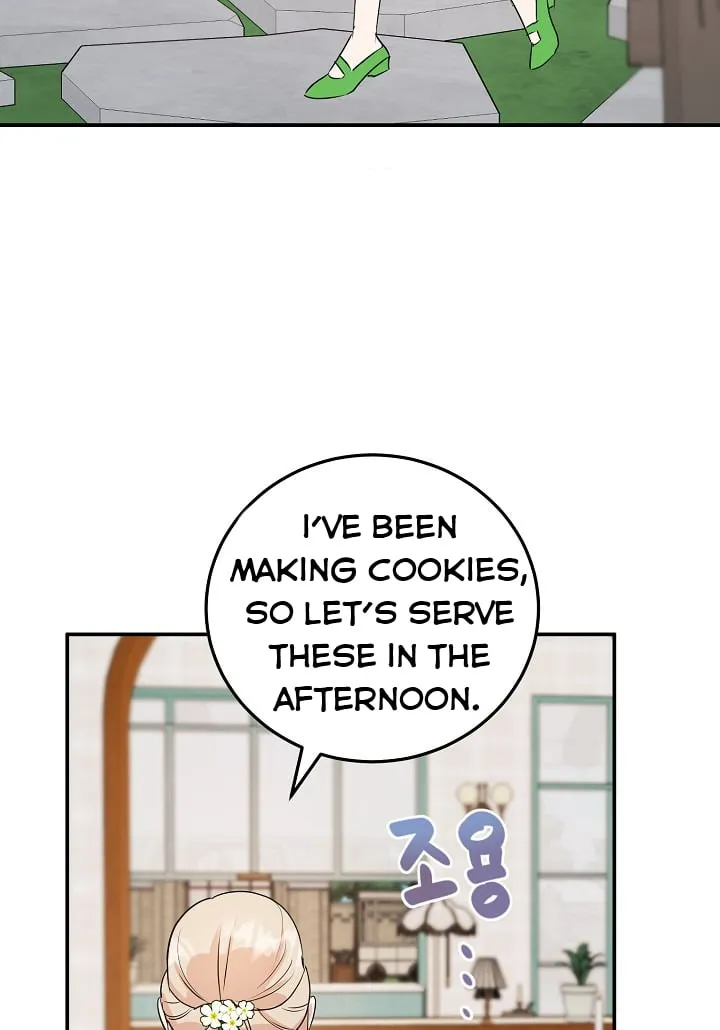 I'VE BEEN
MAKING COOKIES,
SO LET'S SERVE
THESE IN THE
AFTERNOON.
조용...